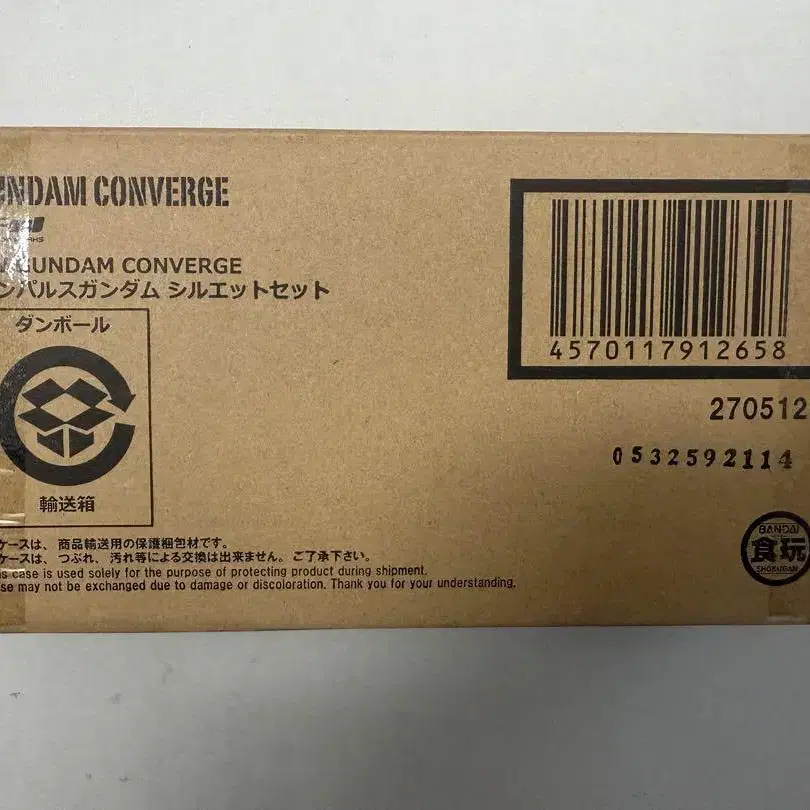 UNDAM CONVERGE
GUNDAM CONVERGE
ンパルスガンダム シルエットセット
ダンボール
輸送箱
4570117912658
270512
0532592114
ケースは、商品輸送用の保護梱包材です。
ケースは、つぶれ、汚れ等による交換は出来ません。ご了承下さい。
is case is used solely for the purpose of protecting product during shipment.
se may not be exchanged due to damage or discoloration. Thank you for your understanding.
BANDAI
食玩
SHOKUGAN